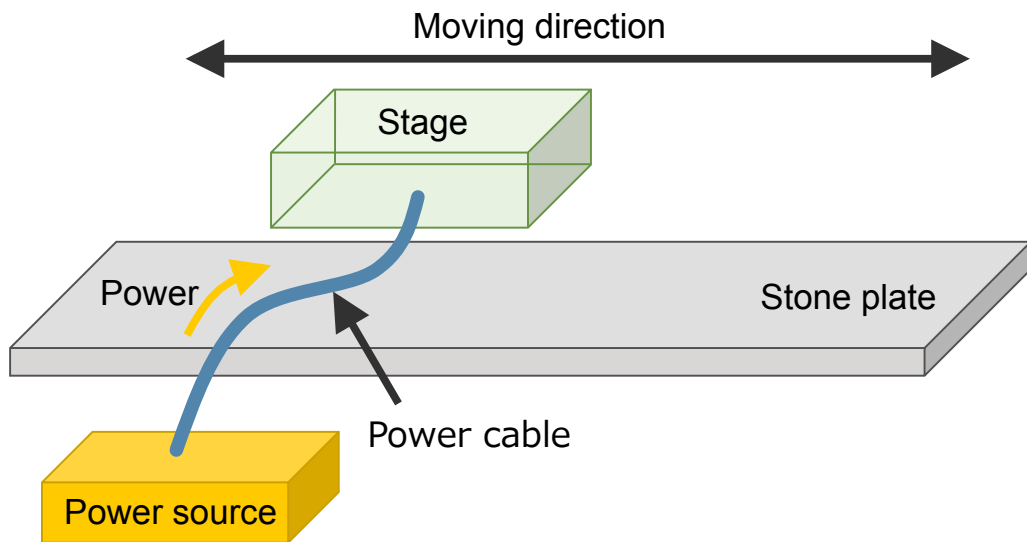 Moving direction
Stage
Power
Stone plate
Power cable
Power source